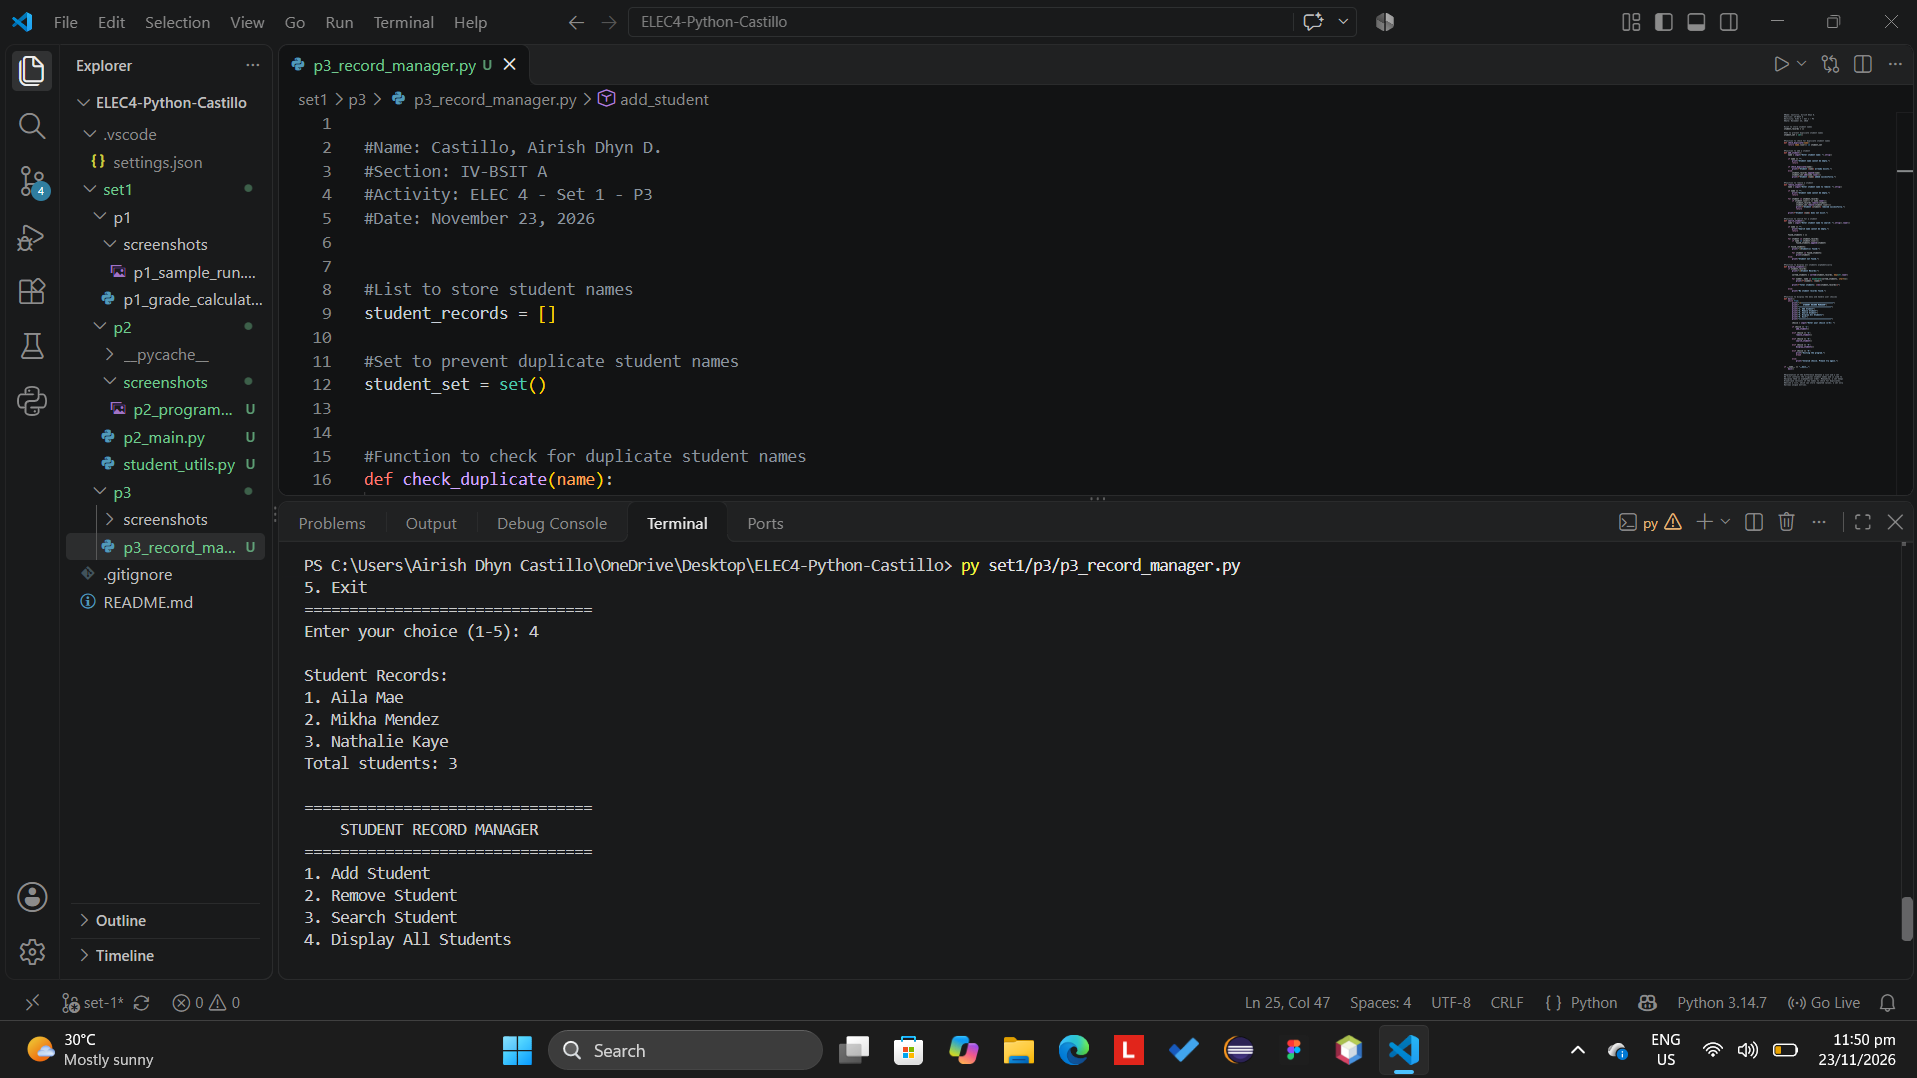 File Edit Selection View Go Run Terminal Help
ELEC4-Python-Castillo
Explorer
ELEC4-Python-Castillo
.vscode
{} settings.json
set1
p1
screenshots
p1_sample_run....
p1_grade_calculat...
p2
__pycache__
screenshots
p2_program... U
p2_main.py U
student_utils.py U
p3
screenshots
p3_record_ma... U
.gitignore
README.md
Outline
Timeline
4
p3_record_manager.py U
set1 > p3 > p3_record_manager.py > add_student
1
2 #Name: Castillo, Airish Dhyn D.
3 #Section: IV-BSIT A
4 #Activity: ELEC 4 - Set 1 - P3
5 #Date: November 23, 2026
6
7
8 #List to store student names
9 student_records = []
10
11 #Set to prevent duplicate student names
12 student_set = set()
13
14
15 #Function to check for duplicate student names
16 def check_duplicate(name):
Problems Output Debug Console Terminal Ports
py
PS C:\Users\Airish Dhyn Castillo\OneDrive\Desktop\ELEC4-Python-Castillo> py set1/p3/p3_record_manager.py
5. Exit
================================
Enter your choice (1-5): 4
Student Records:
1. Aila Mae
2. Mikha Mendez
3. Nathalie Kaye
Total students: 3
================================
STUDENT RECORD MANAGER
================================
1. Add Student
2. Remove Student
3. Search Student
4. Display All Students
set-1* 0 0 Ln 25, Col 47 Spaces: 4 UTF-8 CRLF {} Python Python 3.14.7 Go Live
30°C
Mostly sunny
Search
L
ENG
US
11:50 pm
23/11/2026